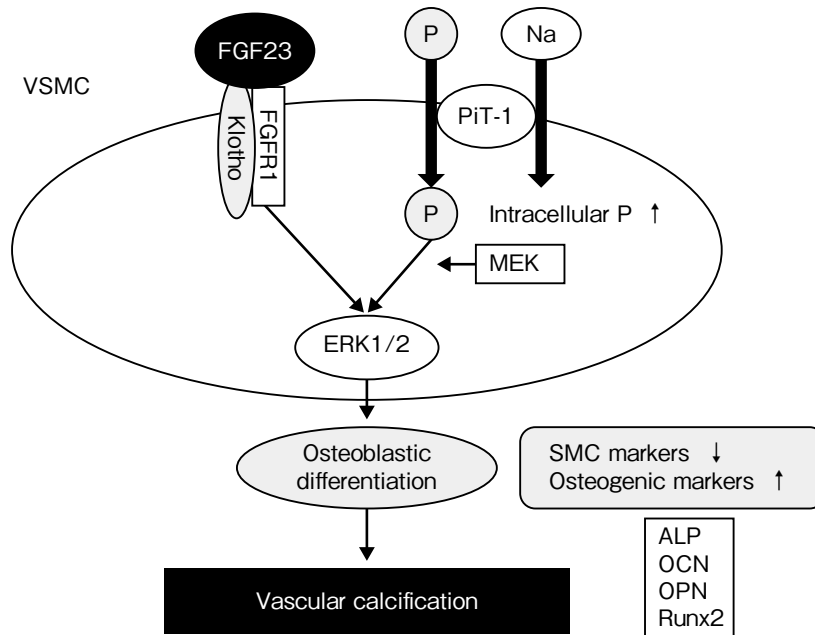 FGF23
P
Na
VSMC
Klotho
FGFR1
PiT-1
P
Intracellular P ↑
MEK
ERK1/2
Osteoblastic
differentiation
SMC markers ↓
Osteogenic markers ↑
ALP
OCN
OPN
Runx2
Vascular calcification